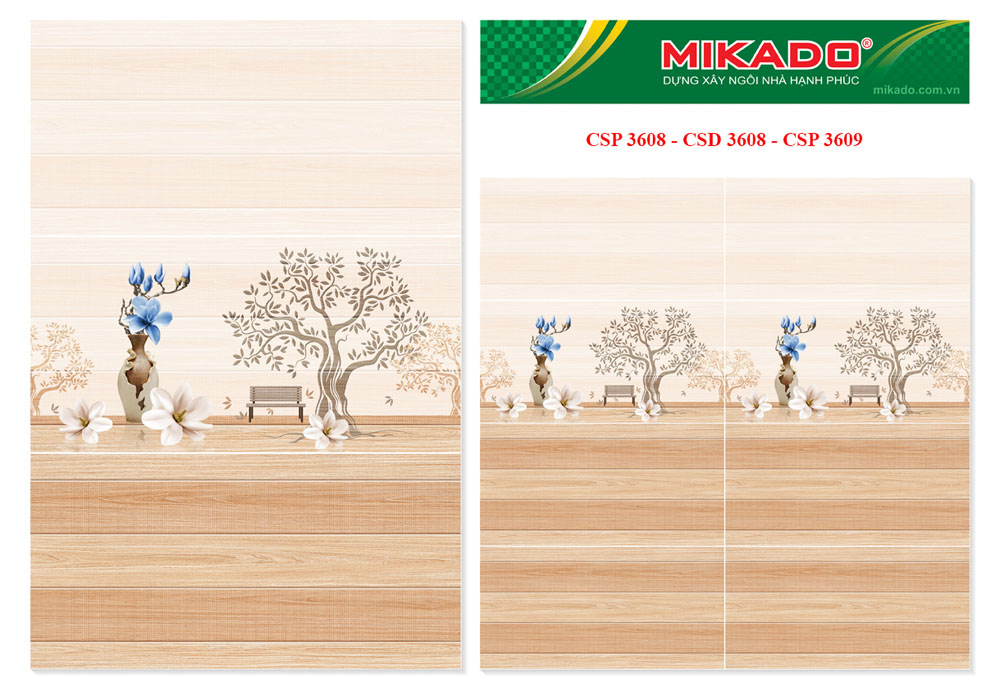 MIKADO®
DỰNG XÂY NGÔI NHÀ HẠNH PHÚC
mikado.com.vn
CSP 3608 - CSD 3608 - CSP 3609